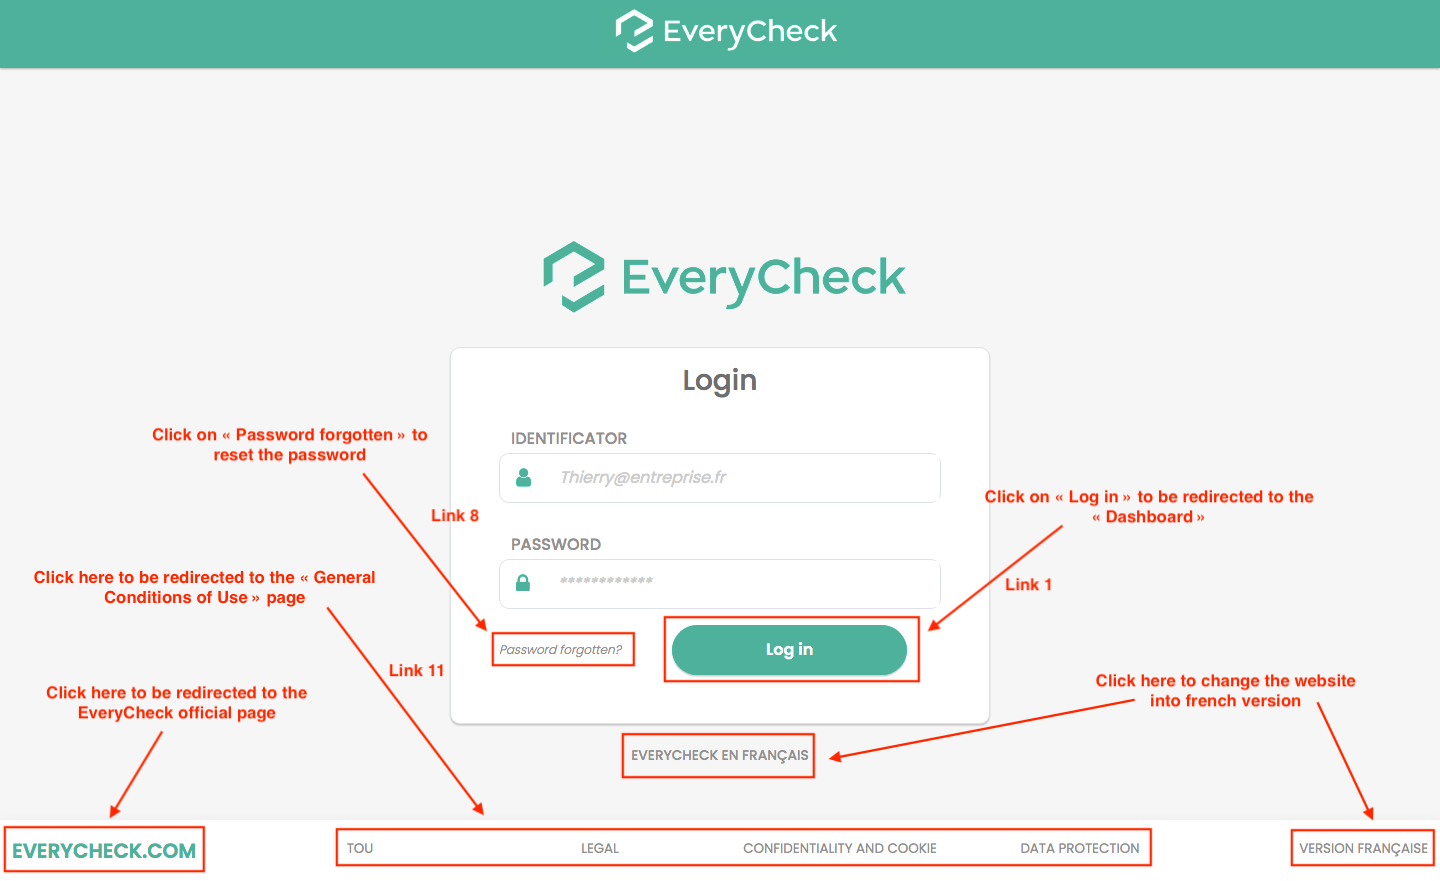 EveryCheck
EveryCheck
Login
Click on « Password forgotten » to
reset the password
IDENTIFICATOR
Thierry@entreprise.fr
Click on « Log in » to be redirected to the
« Dashboard »
Link 8
PASSWORD
************
Link 1
Click here to be redirected to the « General
Conditions of Use » page
Password forgotten?
Log in
Link 11
Click here to be redirected to the
EveryCheck official page
Click here to change the website
into french version
EVERYCHECK EN FRANÇAIS
EVERYCHECK.COM
TOU
LEGAL
CONFIDENTIALITY AND COOKIE
DATA PROTECTION
VERSION FRANÇAISE